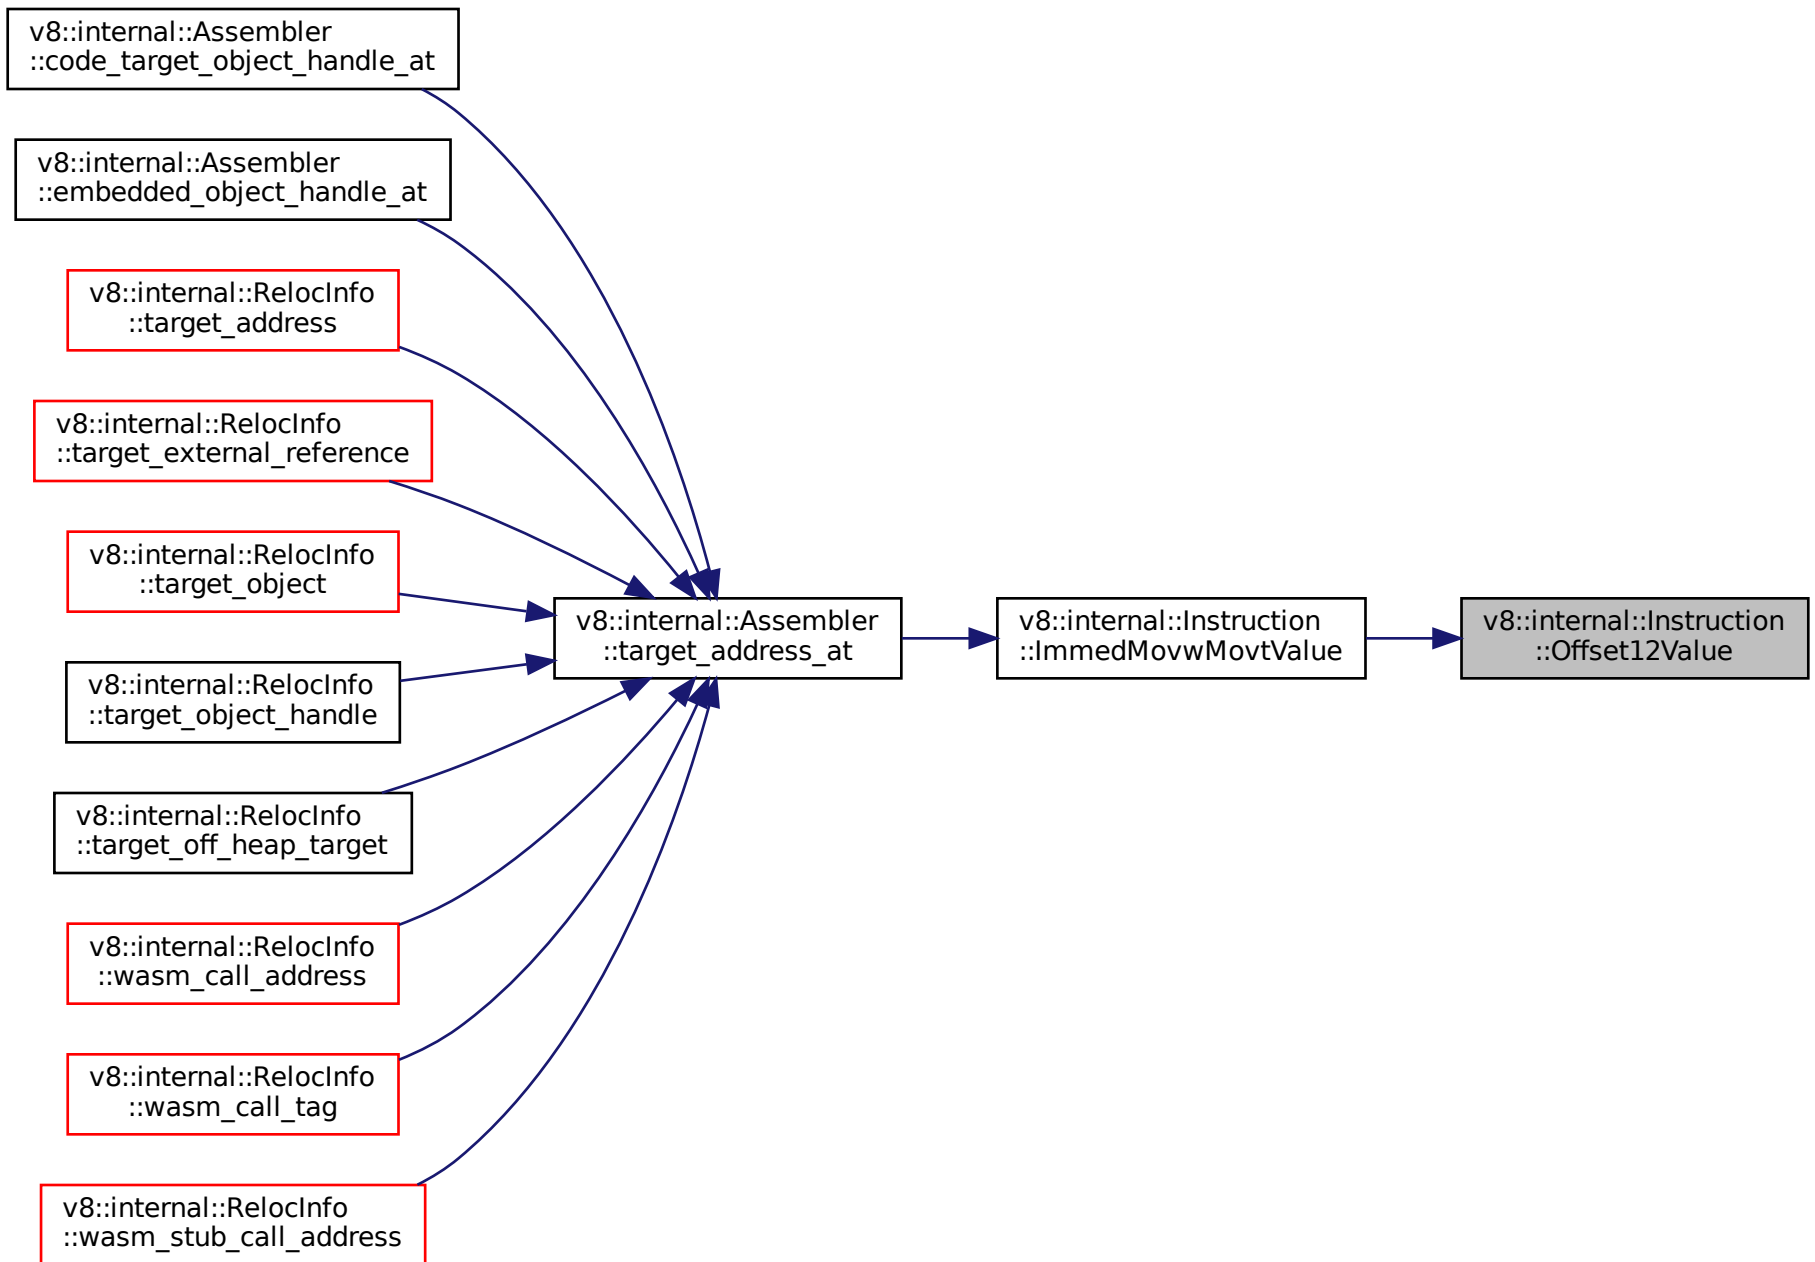 v8::internal::Assembler
::code_target_object_handle_at
v8::internal::Assembler
::embedded_object_handle_at
v8::internal::RelocInfo
::target_address
v8::internal::RelocInfo
::target_external_reference
v8::internal::RelocInfo
::target_object
v8::internal::Assembler
::target_address_at
v8::internal::Instruction
::ImmedMovwMovtValue
v8::internal::Instruction
::Offset12Value
v8::internal::RelocInfo
::target_object_handle
v8::internal::RelocInfo
::target_off_heap_target
v8::internal::RelocInfo
::wasm_call_address
v8::internal::RelocInfo
::wasm_call_tag
v8::internal::RelocInfo
::wasm_stub_call_address